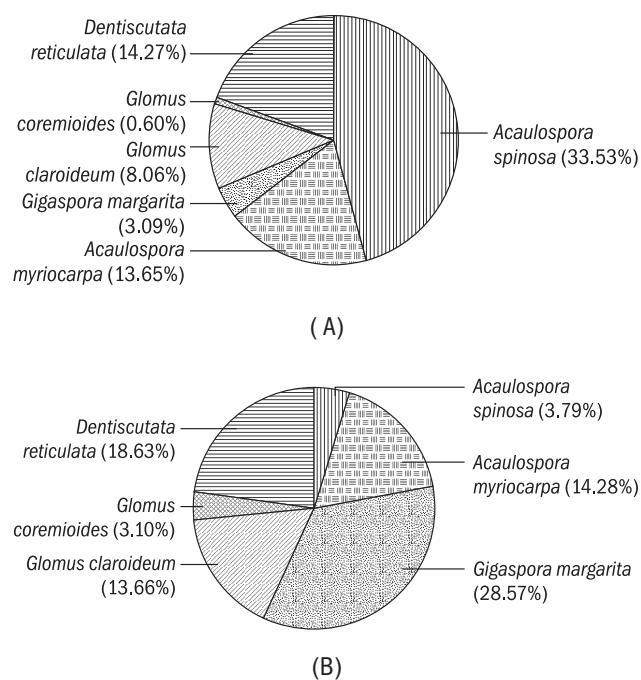 Dentiscutata
reticulata (14.27%)
Glomus
coremioides (0.60%)
Glomus
claroideum (8.06%)
Gigaspora margarita
(3.09%)
Acaulospora
myriocarpa (13.65%)
Acaulospora
spinosa (33.53%)
( A)
Dentiscutata
reticulata (18.63%)
Glomus
coremioides (3.10%)
Glomus claroideum
(13.66%)
Acaulospora
spinosa (3.79%)
Acaulospora
myriocarpa (14.28%)
Gigaspora margarita
(28.57%)
(B)